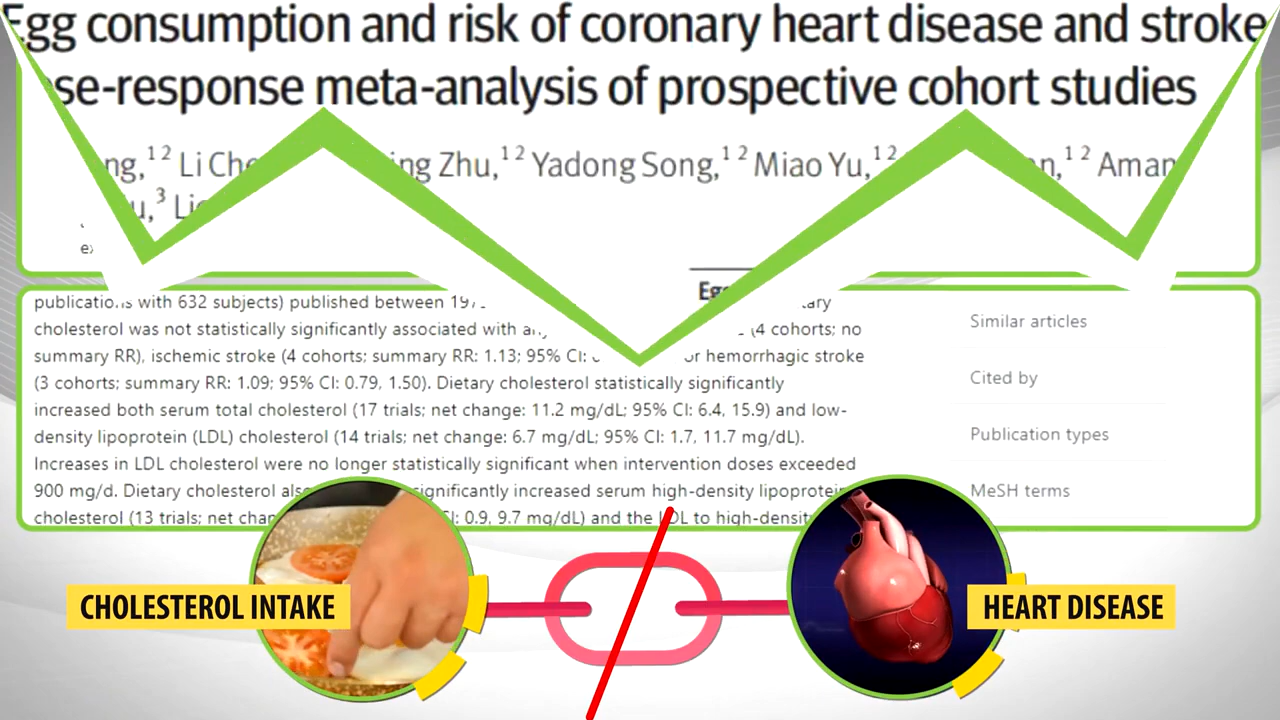 Egg consumption and risk of coronary heart disease and stroke
se-response meta-analysis of prospective cohort studies
ng,¹ ² Li Zhu,¹ ² Yadong Song,¹ ² Miao Yu,¹ ² ¹ ² Aman
publications with 632 subjects) published between
cholesterol was not statistically significantly associated with (4 cohorts; no
summary RR), ischemic stroke (4 cohorts; summary RR: 1.13; 95% CI: or hemorrhagic stroke
(3 cohorts; summary RR: 1.09; 95% CI: 0.79, 1.50). Dietary cholesterol statistically significantly
increased both serum total cholesterol (17 trials; net change: 11.2 mg/dL; 95% CI: 6.4, 15.9) and low-
density lipoprotein (LDL) cholesterol (14 trials; net change: 6.7 mg/dL; 95% CI: 1.7, 11.7 mg/dL).
Increases in LDL cholesterol were no longer statistically significant when intervention doses exceeded
900 mg/d. Dietary cholesterol significantly increased serum high-density lipoprotein
cholesterol (13 trials; net CI: 0.9, 9.7 mg/dL) and the LDL to high-density
Similar articles
Cited by
Publication types
MeSH terms
CHOLESTEROL INTAKE
HEART DISEASE